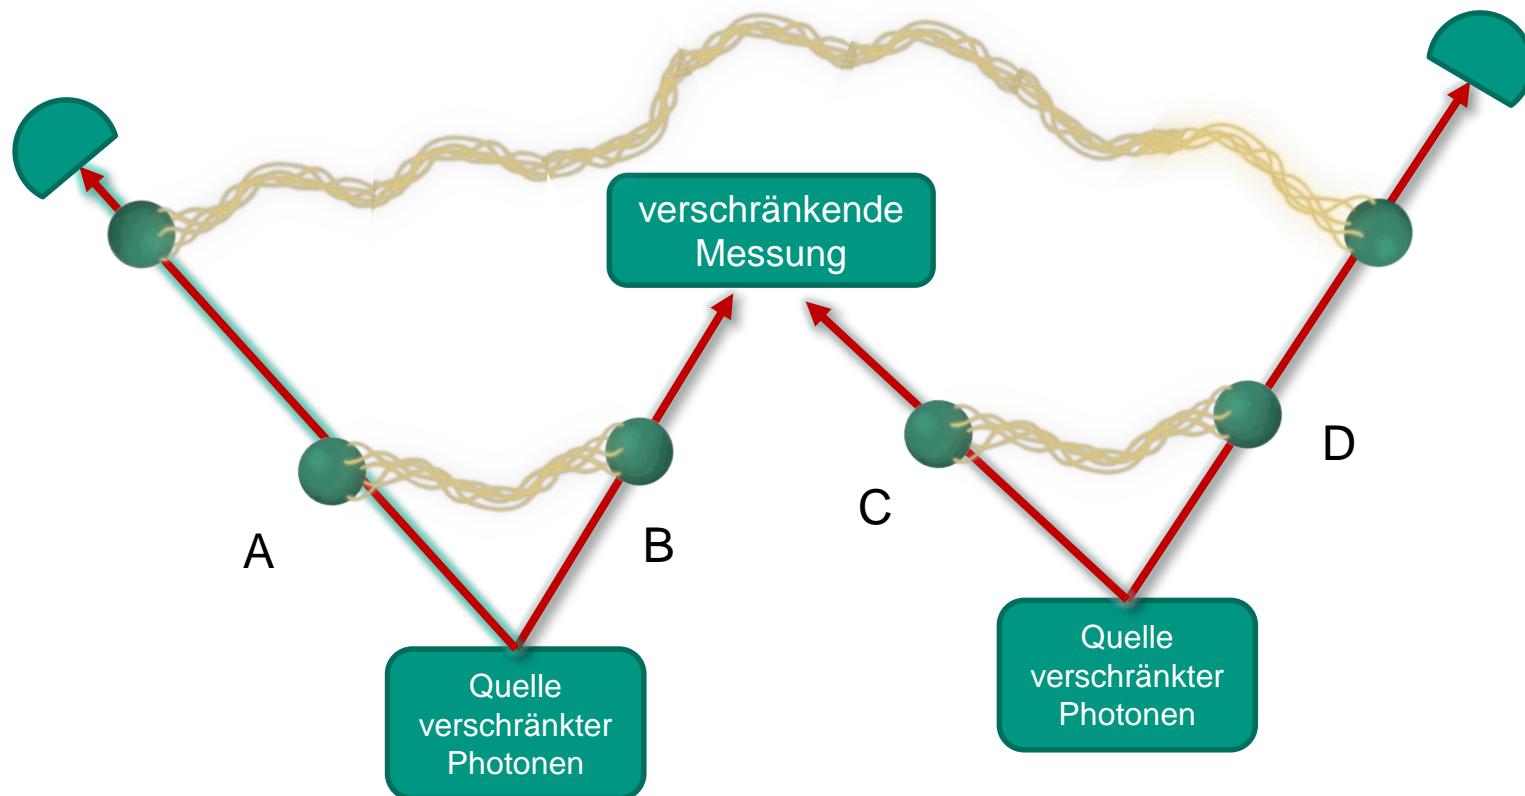 verschränkende
Messung
A
B
C
D
Quelle
verschränkter
Photonen
Quelle
verschränkter
Photonen